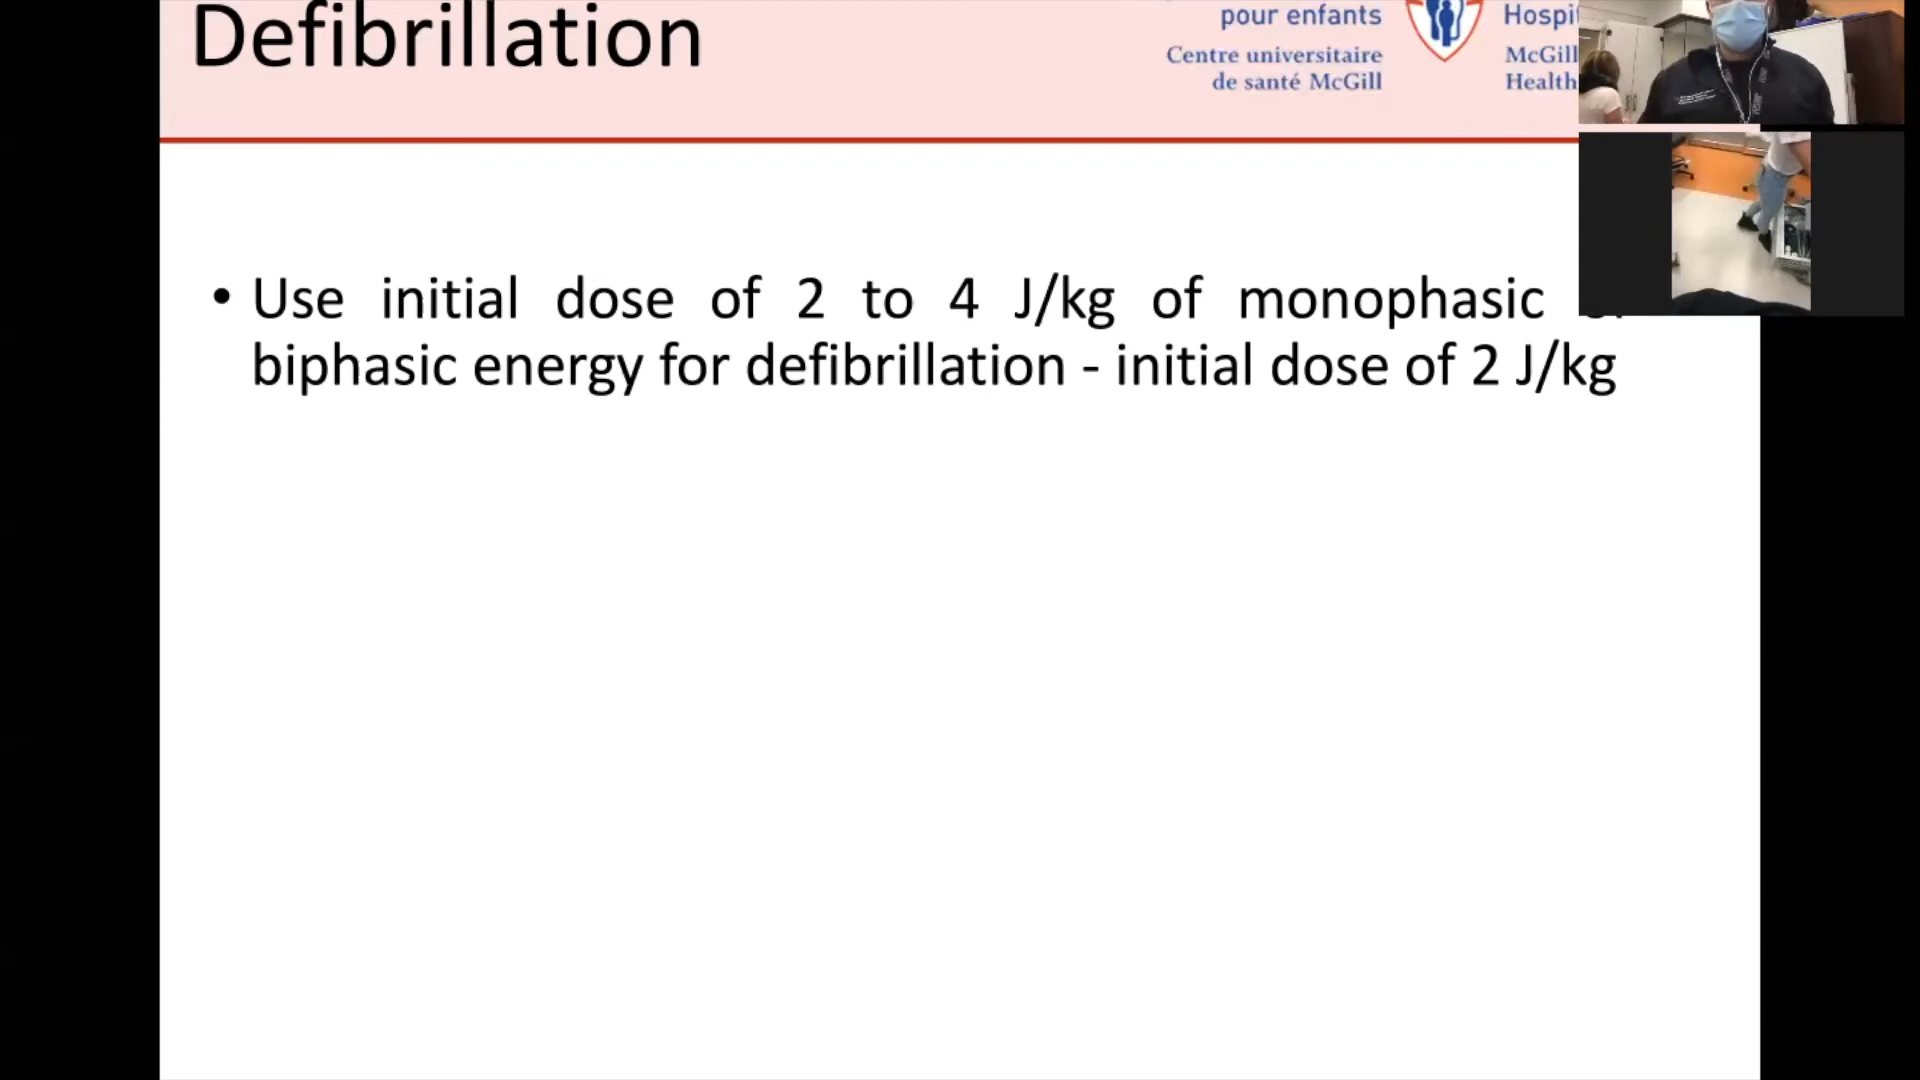 Defibrillation
pour enfants
Centre universitaire
de santé McGill
Hospi
McGill
Health
• Use initial dose of 2 to 4 J/kg of monophasic
biphasic energy for defibrillation - initial dose of 2 J/kg